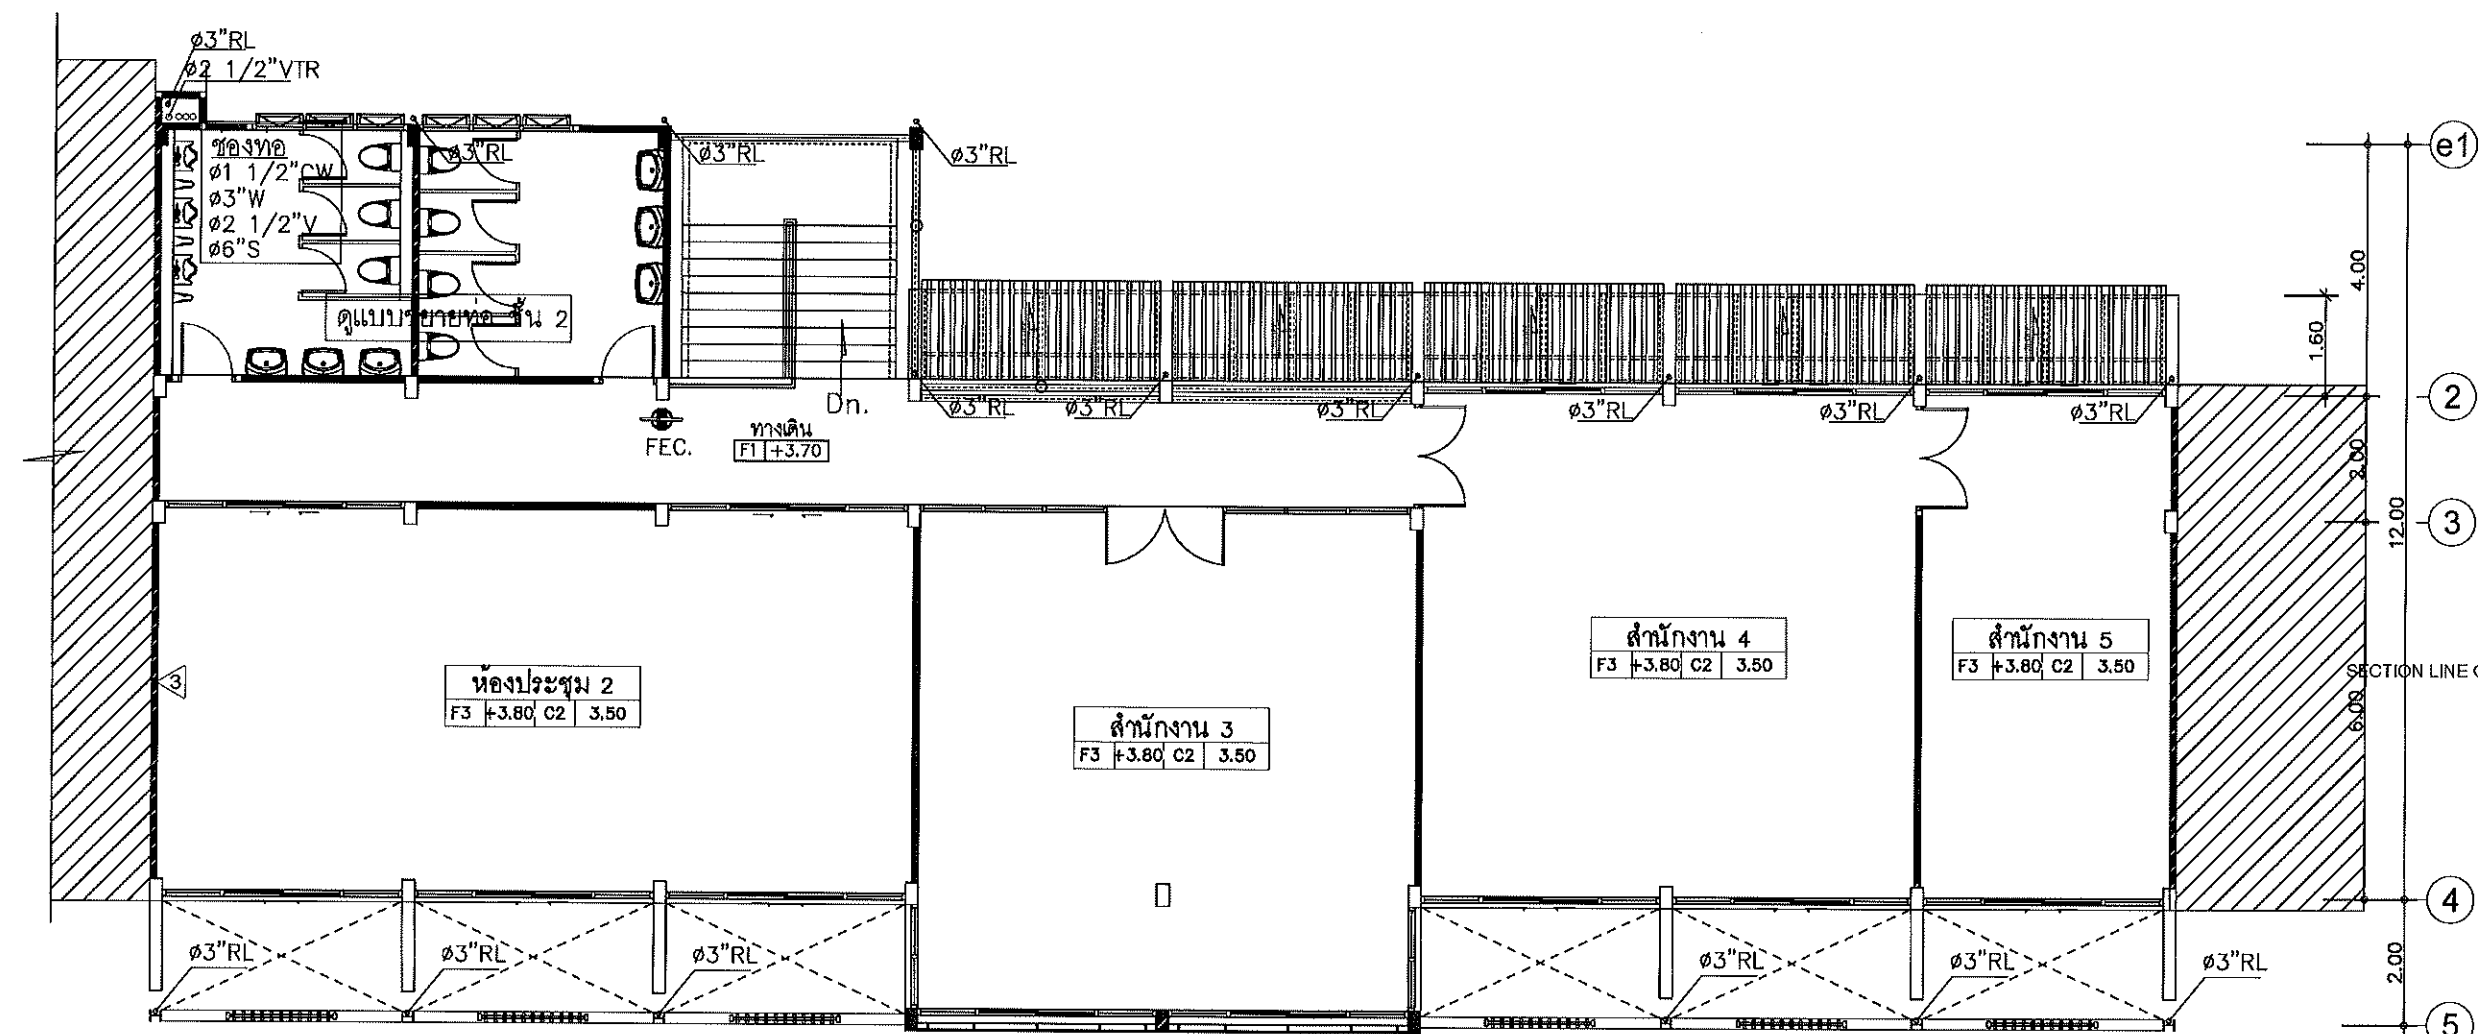 ø3"RL
ø2 1/2"VTR
ช่องท่อ
ø1 1/2"CW
ø3"W
ø2 1/2"V
ø6"S
ø3"RL
ø3"RL
ø3"RL
ดูแบบขยายท่อ ชั้น 2
Dn.
FEC.
ทางเดิน
F1 +3.70
ø3"RL
ø3"RL
ø3"RL
ø3"RL
ø3"RL
ø3"RL
e1
4.00
1.60
2
2.00
3
12.00
ห้องประชุม 2
F3 +3.80 C2 3.50
สำนักงาน 3
F3 +3.80 C2 3.50
สำนักงาน 4
F3 +3.80 C2 3.50
สำนักงาน 5
F3 +3.80 C2 3.50
3
SECTION LINE
6.00
4
ø3"RL
ø3"RL
ø3"RL
ø3"RL
ø3"RL
ø3"RL
2.00
5